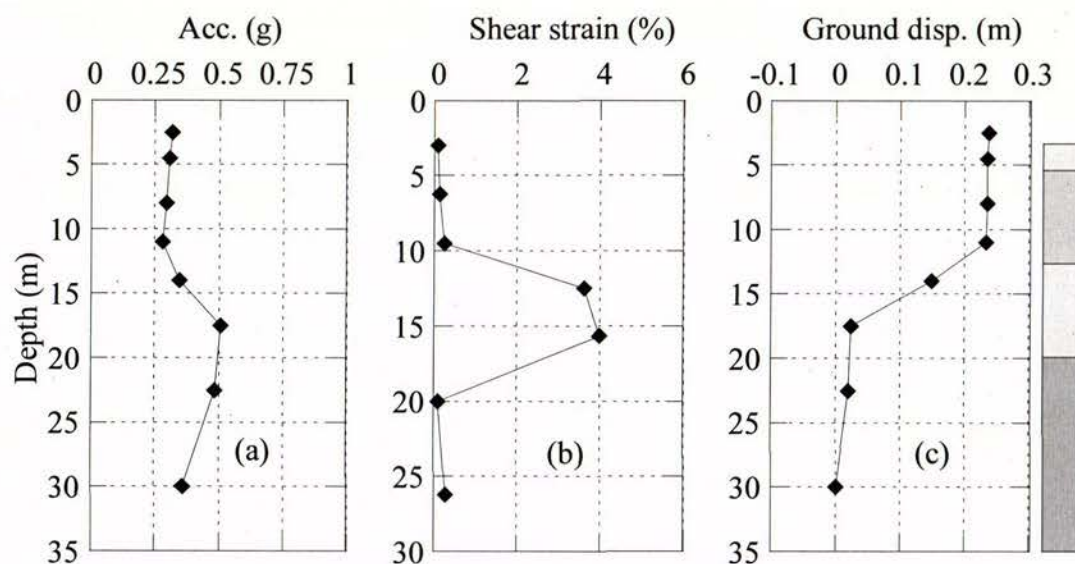 Acc. (g) Shear strain (%) Ground disp. (m)
0 0.25 0.5 0.75 1 0 2 4 6 -0.1 0 0.1 0.2 0.3
0 0 0
5 5 5
10 10 10
15 15 15
20 20 20
25 25 25
30 30 30
35 35
Depth (m)
(a) (b) (c)